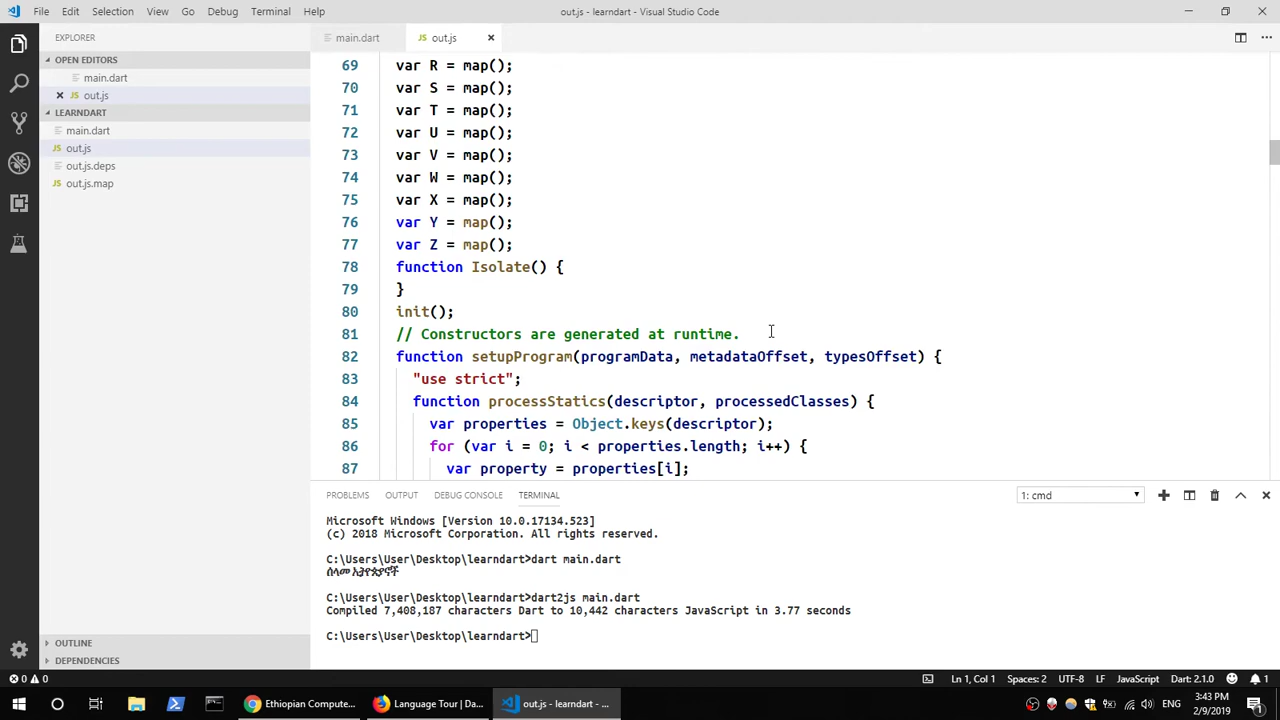 File Edit Selection View Go Debug Terminal Help
out.js - learndart - Visual Studio Code
EXPLORER
OPEN EDITORS
main.dart
out.js
LEARNDART
main.dart
JS out.js
out.js.deps
JS out.js.map
OUTLINE
DEPENDENCIES
main.dart
JS out.js
69 var R = map();
70 var S = map();
71 var T = map();
72 var U = map();
73 var V = map();
74 var W = map();
75 var X = map();
76 var Y = map();
77 var Z = map();
78 function Isolate() {
79 }
80 init();
81 // Constructors are generated at runtime.
82 function setupProgram(programData, metadataOffset, typesOffset) {
83 "use strict";
84 function processStatics(descriptor, processedClasses) {
85 var properties = Object.keys(descriptor);
86 for (var i = 0; i < properties.length; i++) {
87 var property = properties[i];
PROBLEMS OUTPUT DEBUG CONSOLE TERMINAL
1: cmd
Microsoft Windows [Version 10.0.17134.523]
(c) 2018 Microsoft Corporation. All rights reserved.
C:\Users\User\Desktop\learndart>dart main.dart
ሰላም ኢትዮጵያኖች
C:\Users\User\Desktop\learndart>dart2js main.dart
Compiled 7,408,187 characters Dart to 10,442 characters JavaScript in 3.77 seconds
C:\Users\User\Desktop\learndart>
0 0
Ln 1, Col 1 Spaces: 2 UTF-8 LF JavaScript Dart: 2.1.0 1
Ethiopian Compute...
Language Tour | Da...
out.js - learndart - ...
ENG
3:43 PM
2/9/2019